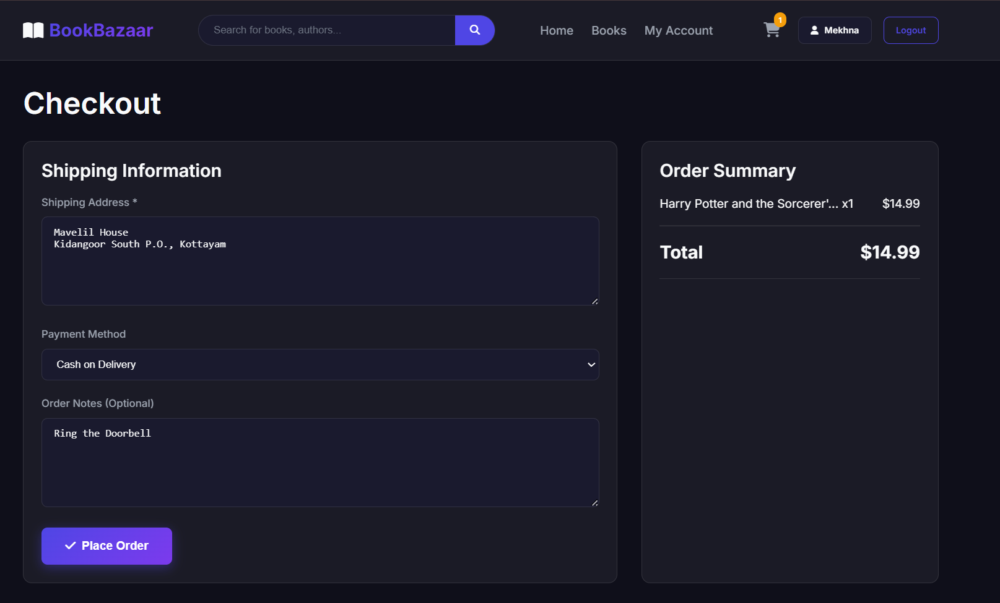 BookBazaar
Search for books, authors...
Home
Books
My Account
1
Mekhna
Logout
Checkout
Shipping Information
Shipping Address *
Mavelil House
Kidangoor South P.O., Kottayam
Payment Method
Cash on Delivery
Order Notes (Optional)
Ring the Doorbell
Place Order
Order Summary
Harry Potter and the Sorcerer'... x1 $14.99
Total $14.99